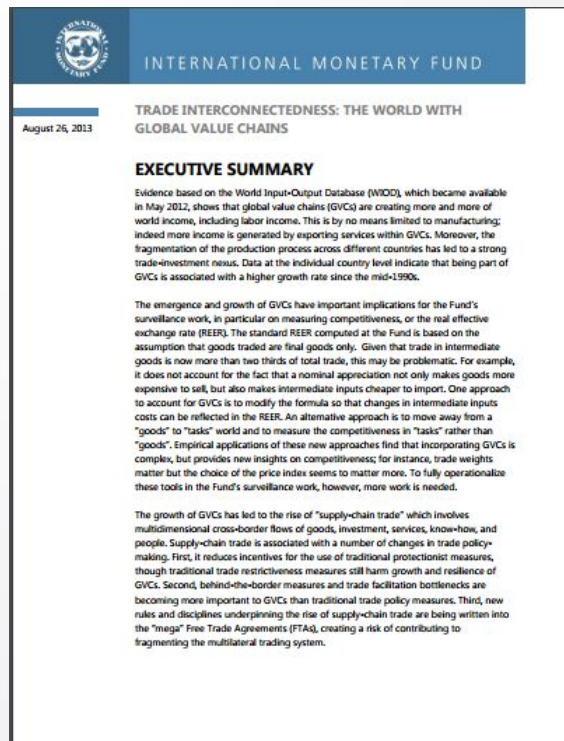 INTERNATIONAL MONETARY FUND
TRADE INTERCONNECTEDNESS: THE WORLD WITH
GLOBAL VALUE CHAINS
August 26, 2013
EXECUTIVE SUMMARY
Evidence based on the World Input-Output Database (WIOD), which became available
in May 2012, shows that global value chains (GVCs) are creating more and more of
world income, including labor income. This is by no means limited to manufacturing;
indeed more income is generated by exporting services within GVCs. Moreover, the
fragmentation of the production process across different countries has led to a strong
trade-investment nexus. Data at the individual country level indicate that being part of
GVCs is associated with a higher growth rate since the mid-1990s.
The emergence and growth of GVCs have important implications for the Fund's
surveillance work, in particular on measuring competitiveness, or the real effective
exchange rate (REER). The standard REER computed at the Fund is based on the
assumption that goods traded are final goods only. Given that trade in intermediate
goods is now more than two thirds of total trade, this may be problematic. For example,
it does not account for the fact that a nominal appreciation not only makes goods more
expensive to sell, but also makes intermediate inputs cheaper to import. One approach
to account for GVCs is to modify the formula so that changes in intermediate inputs
costs can be reflected in the REER. An alternative approach is to move away from a
"goods" to "tasks" world and to measure the competitiveness in "tasks" rather than
"goods". Empirical applications of these new approaches find that incorporating GVCs is
complex, but provides new insights on competitiveness; for instance, trade weights
matter but the choice of the price index seems to matter more. To fully operationalize
these tools in the Fund's surveillance work, however, more work is needed.
The growth of GVCs has led to the rise of "supply-chain trade" which involves
multidimensional cross-border flows of goods, investment, services, know-how, and
people. Supply-chain trade is associated with a number of changes in trade policy-
making. First, it reduces incentives for the use of traditional protectionist measures,
though traditional trade restrictiveness measures still harm growth and resilience of
GVCs. Second, behind-the-border measures and trade facilitation bottlenecks are
becoming more important to GVCs than traditional trade policy measures. Third, new
rules and disciplines underpinning the rise of supply-chain trade are being written into
the "mega" Free Trade Agreements (FTAs), creating a risk of contributing to
fragmenting the multilateral trading system.